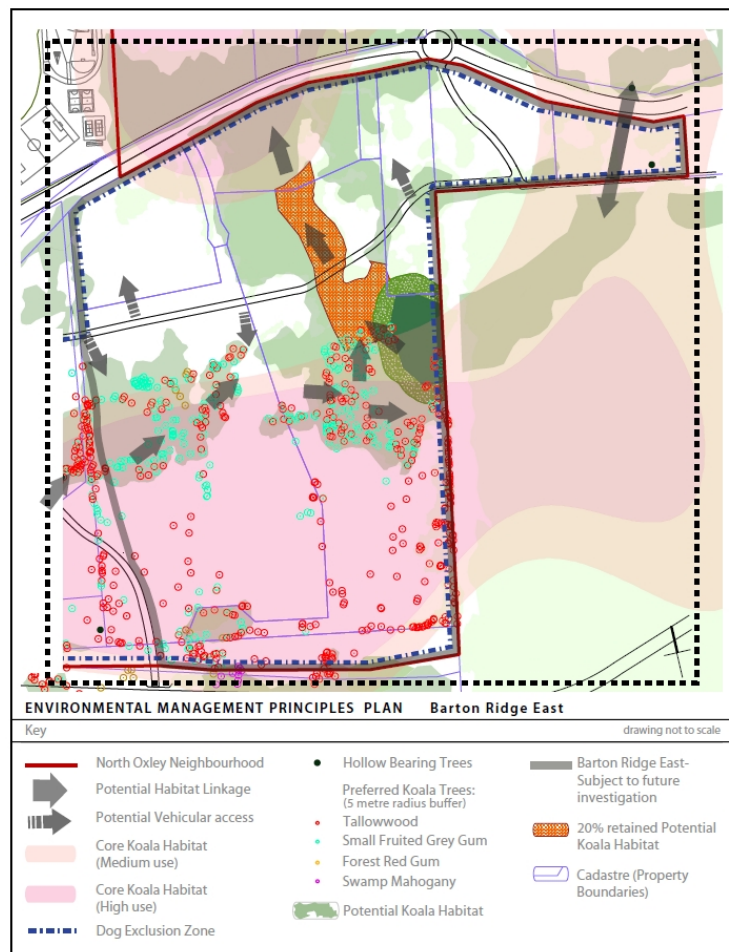 ENVIRONMENTAL MANAGEMENT PRINCIPLES PLAN Barton Ridge East
Key drawing not to scale
North Oxley Neighbourhood
Potential Habitat Linkage
Potential Vehicular access
Core Koala Habitat
(Medium use)
Core Koala Habitat
(High use)
Dog Exclusion Zone
Hollow Bearing Trees
Preferred Koala Trees:
(5 metre radius buffer)
Tallowwood
Small Fruited Grey Gum
Forest Red Gum
Swamp Mahogany
Potential Koala Habitat
Barton Ridge East-
Subject to future
investigation
20% retained Potential
Koala Habitat
Cadastre (Property
Boundaries)